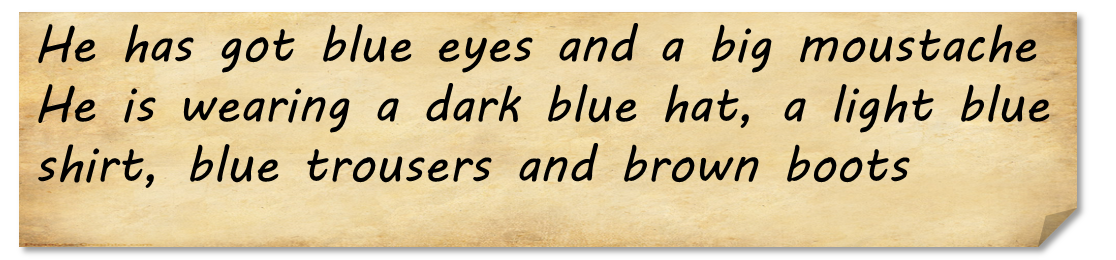 He has got blue eyes and a big moustache
He is wearing a dark blue hat, a light blue
shirt, blue trousers and brown boots